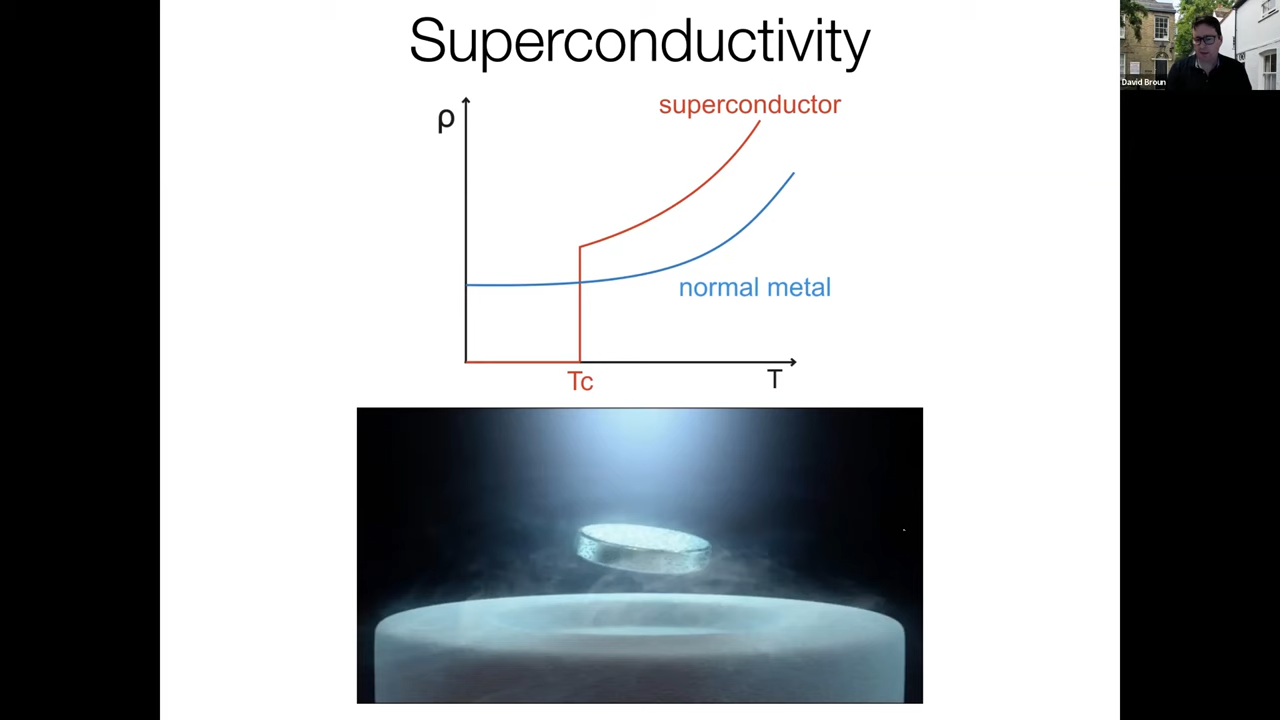 Superconductivity
ρ
superconductor
normal metal
Tc
T
David Broun